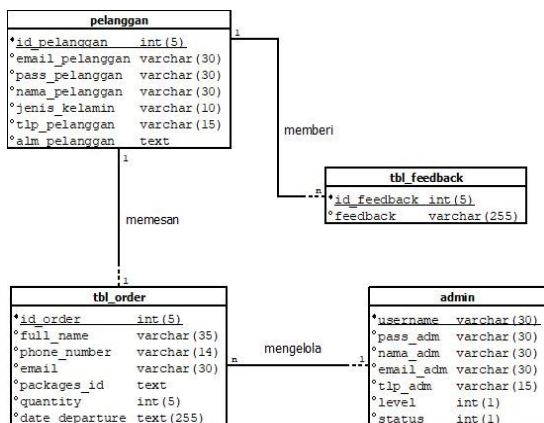 pelanggan
id_pelanggan int(5)
email_pelanggan varchar(30)
pass_pelanggan varchar(30)
nama_pelanggan varchar(30)
jenis_kelamin varchar(10)
tlp_pelanggan varchar(15)
alm_pelanggan text
1
memberi
1
memesan
n
tbl_feedback
id_feedback int(5)
feedback varchar(255)
1
tbl_order
id_order int(5)
full_name varchar(35)
phone_number varchar(14)
email varchar(30)
packages_id text
quantity int(5)
date_departure text(255)
n
mengelola
1
admin
username varchar(30)
pass_adm varchar(30)
nama_adm varchar(30)
email_adm varchar(30)
tlp_adm varchar(15)
level int(1)
status int(1)